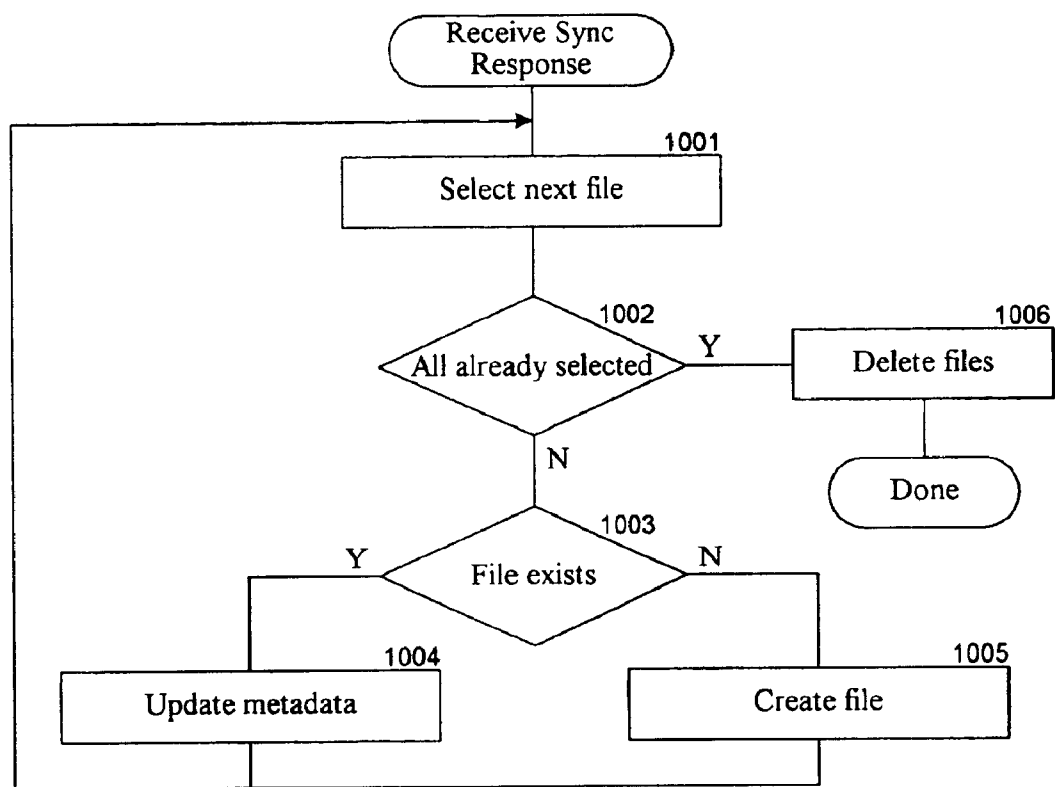 Receive Sync
Response
1001
Select next file
1002
All already selected
Y
1006
Delete files
N
Done
1003
File exists
Y
N
1004
Update metadata
1005
Create file